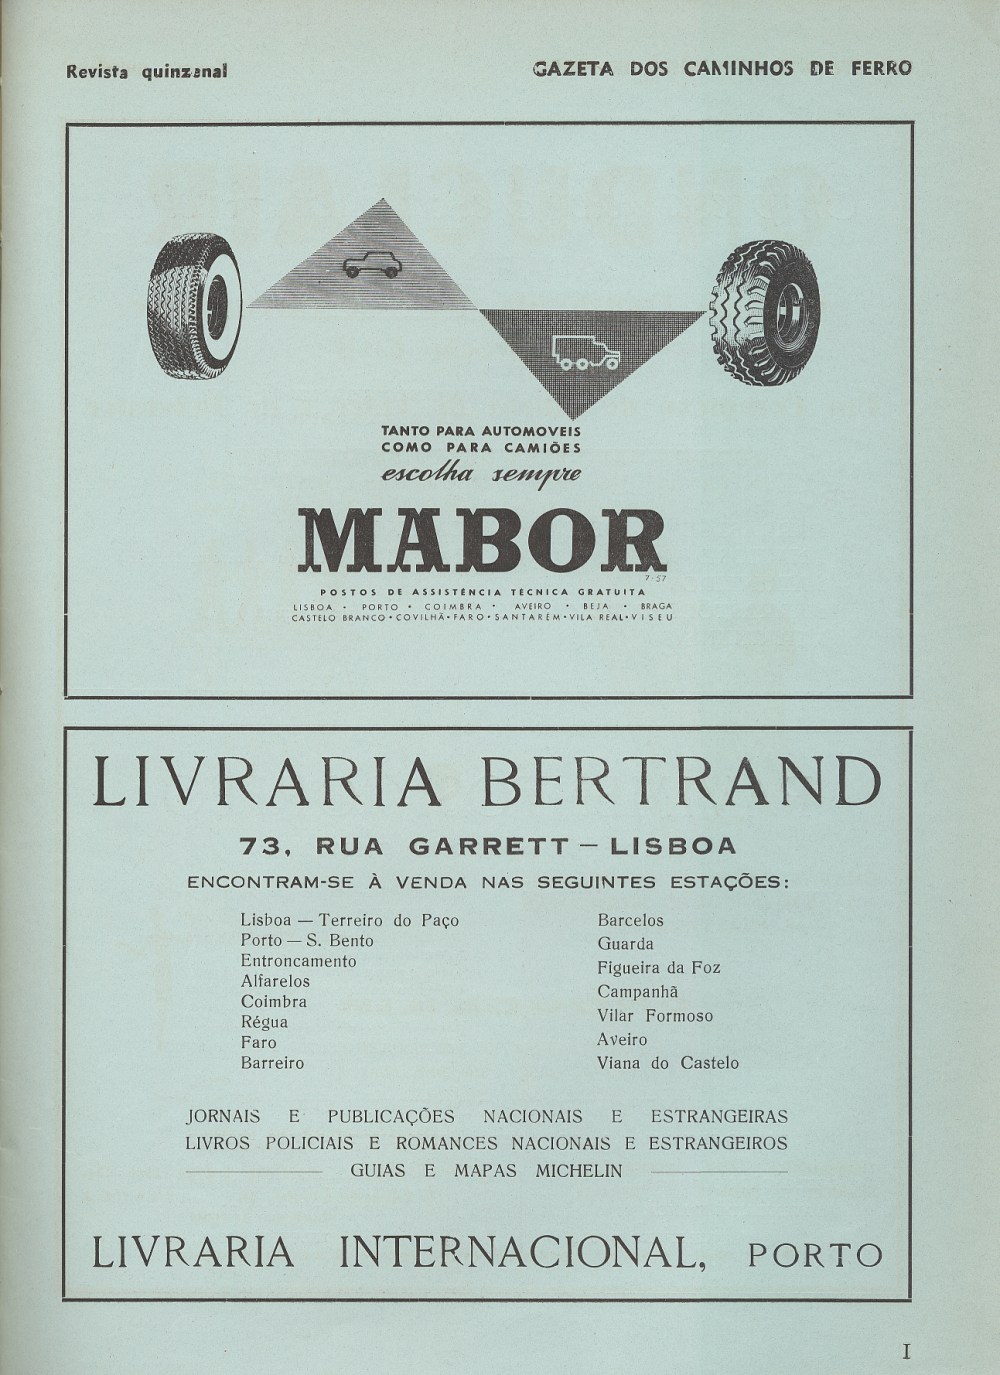 Revista quinzenal
GAZETA DOS CAMINHOS DE FERRO
TANTO PARA AUTOMOVEIS
COMO PARA CAMIÕES
escolha sempre
MABOR
7-57
POSTOS DE ASSISTÊNCIA TÉCNICA GRATUITA
LISBOA • PORTO • COIMBRA • AVEIRO • BEJA • BRAGA
CASTELO BRANCO • COVILHÃ • FARO • SANTARÉM • VILA REAL • VISEU
LIVRARIA BERTRAND
73, RUA GARRETT — LISBOA
ENCONTRAM-SE À VENDA NAS SEGUINTES ESTAÇÕES:
Lisboa — Terreiro do Paço
Porto — S. Bento
Entroncamento
Alfarelos
Coimbra
Régua
Faro
Barreiro
Barcelos
Guarda
Figueira da Foz
Campanhã
Vilar Formoso
Aveiro
Viana do Castelo
JORNAIS E PUBLICAÇÕES NACIONAIS E ESTRANGEIRAS
LIVROS POLICIAIS E ROMANCES NACIONAIS E ESTRANGEIROS
GUIAS E MAPAS MICHELIN
LIVRARIA INTERNACIONAL, PORTO
I